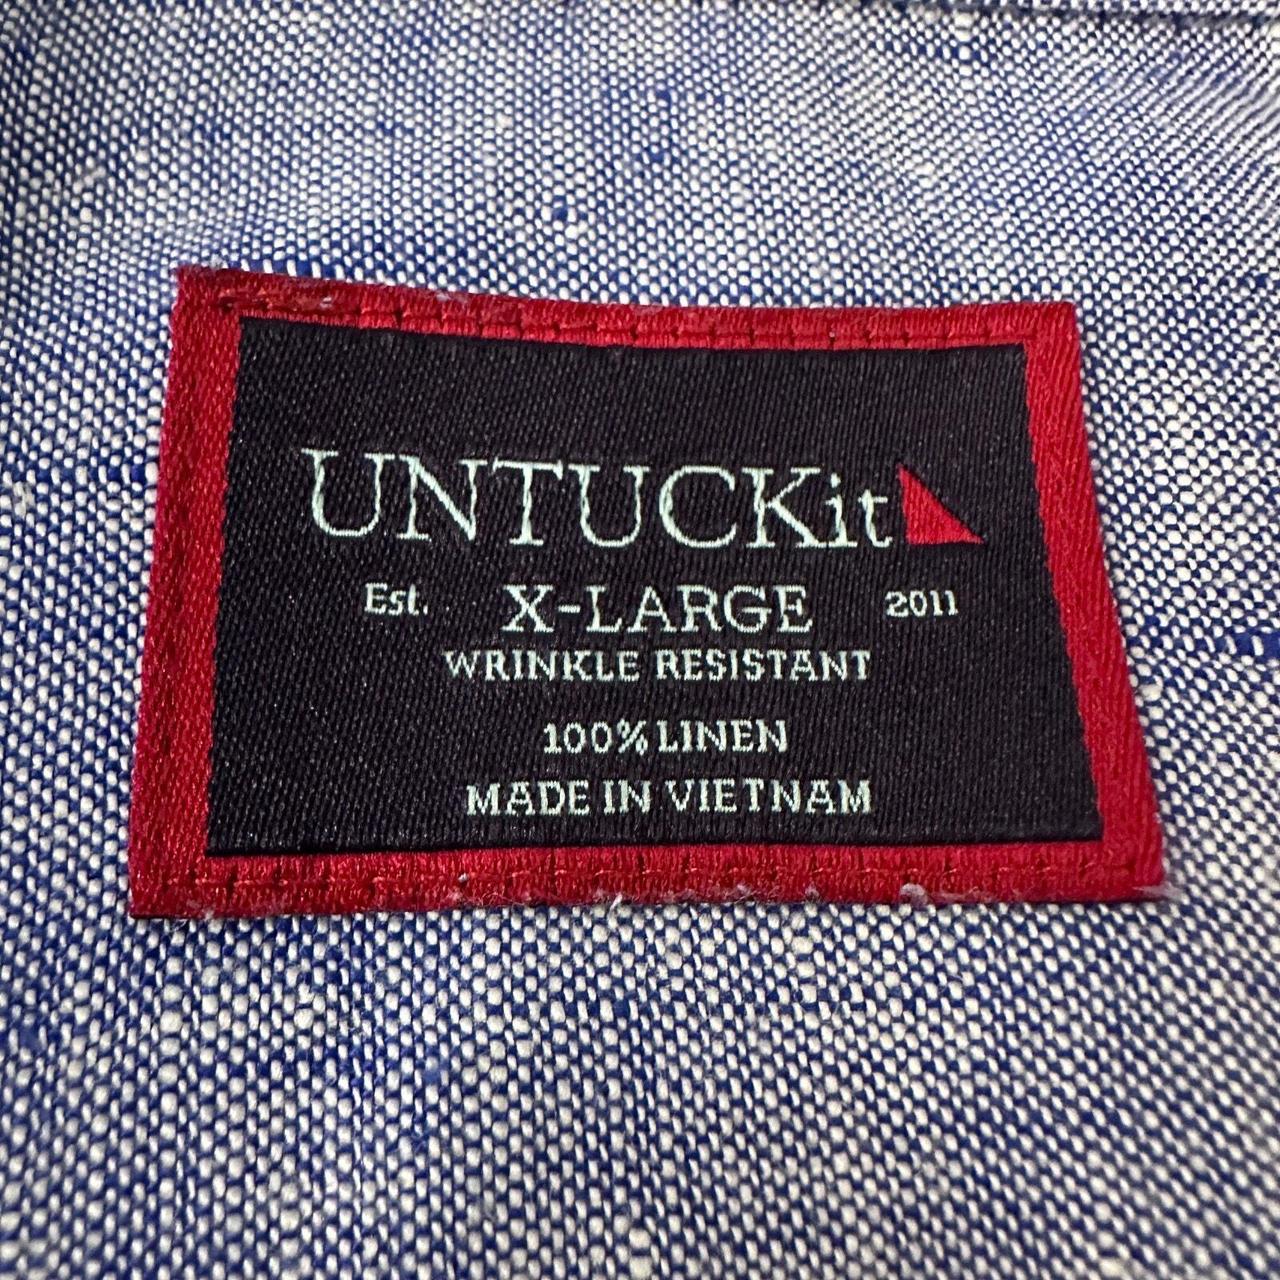 UNTUCKit
Est. X-LARGE 2011
WRINKLE RESISTANT
100% LINEN
MADE IN VIETNAM